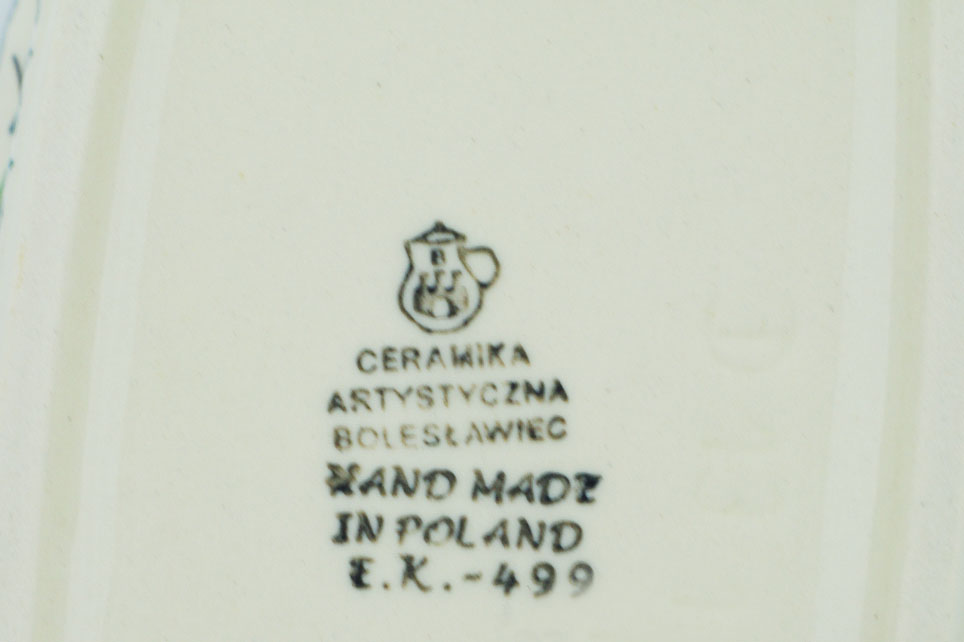 B
CERAMIKA
ARTYSTYCZNA
BOLESŁAWIEC
HAND MADE
IN POLAND
E.K.-499